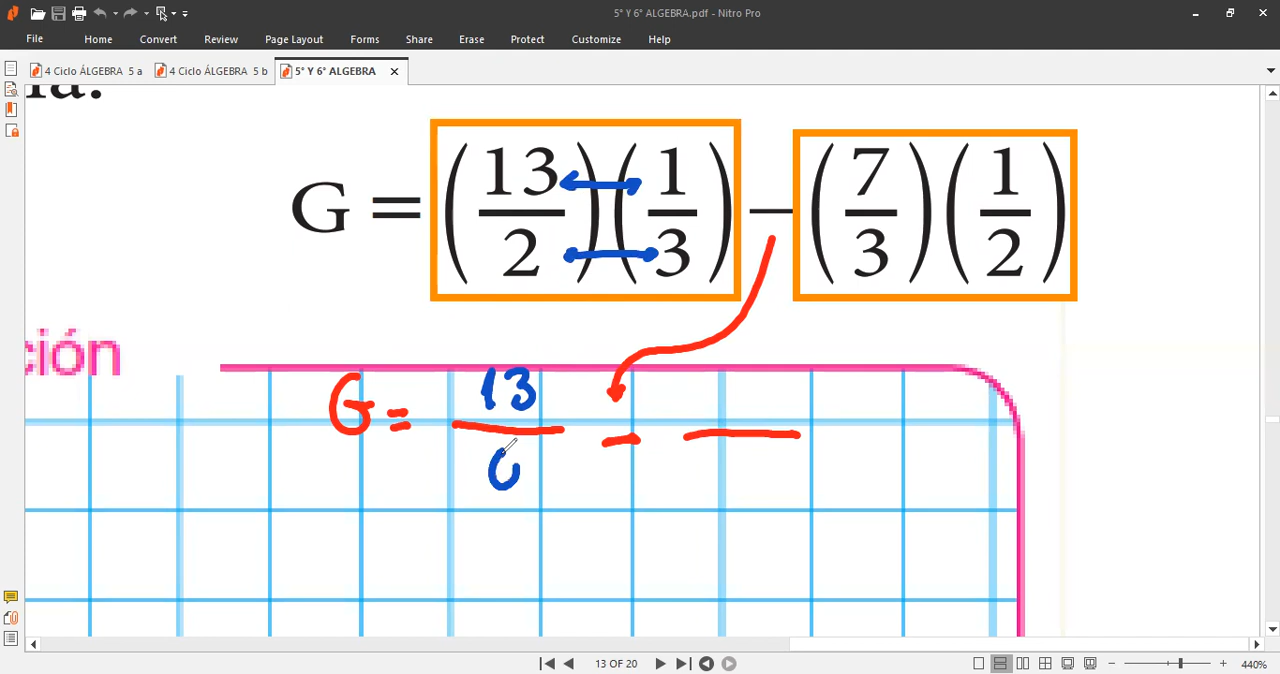 5° Y 6° ALGEBRA.pdf - Nitro Pro
File Home Convert Review Page Layout Forms Share Erase Protect Customize Help
4 Ciclo ÁLGEBRA 5 a 4 Ciclo ÁLGEBRA 5 b 5° Y 6° ALGEBRA
G = (13/2)(1/3) − (7/3)(1/2)
ción
G = 13/6 −
13 OF 20
440%